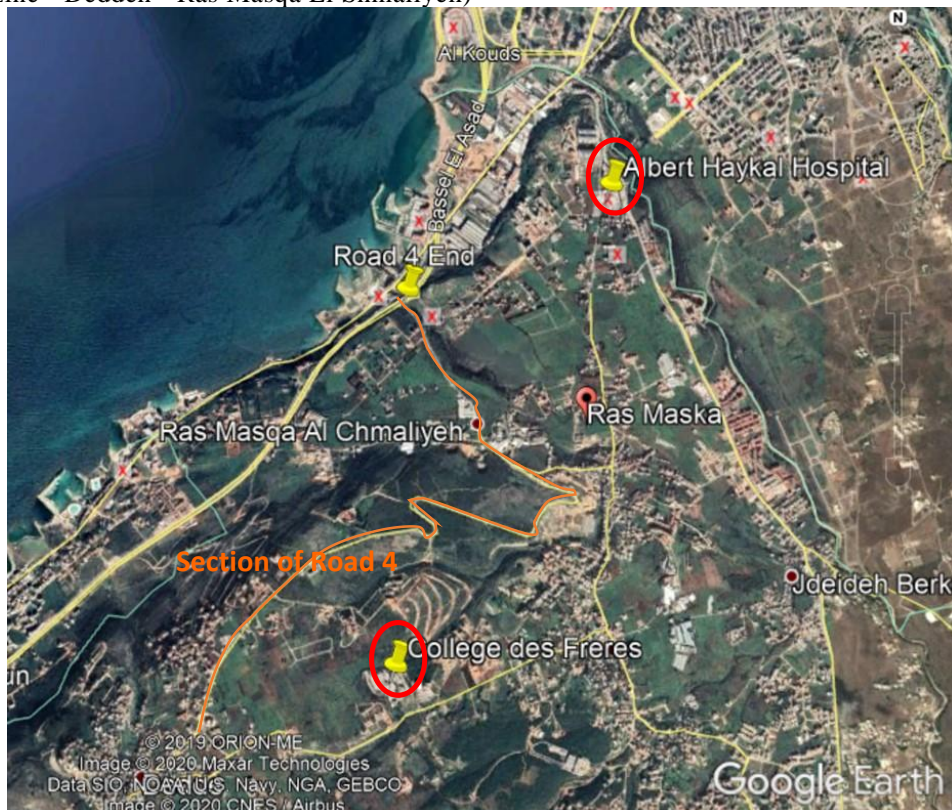 N
Al Kouds
Bassel El Asad
Albert Haykal Hospital
Road 4 End
Ras Maska
Ras Masqa Al Chmaliyeh
Section of Road 4
Jdeideh Berk
College des Freres
un
© 2019 ORION-ME
Image © 2020 Maxar Technologies
Data SIO, NOAA, U.S. Navy, NGA, GEBCO
Image © 2020 CNES / Airbus
Google Earth